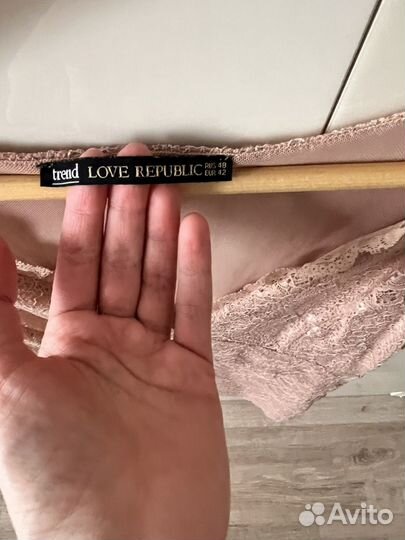 trend LOVE REPUBLIC RUS 48
EUR 42
Avito